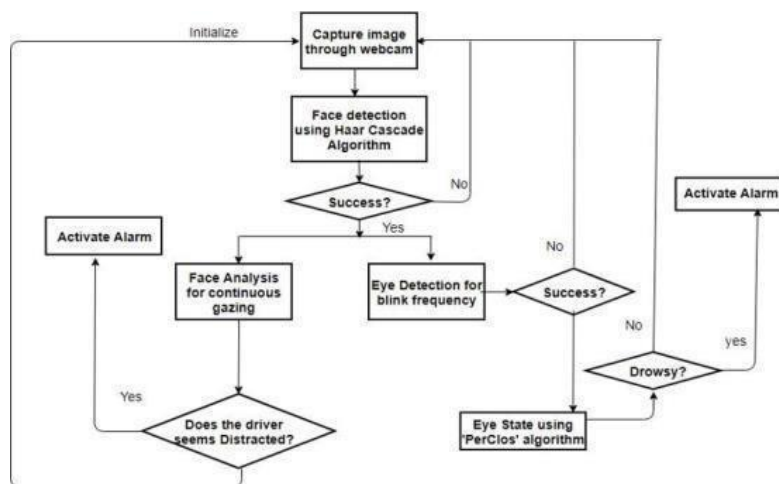 Initialize
Capture image
through webcam
Face detection
using Haar Cascade
Algorithm
No
Success?
Yes
Activate Alarm
Activate Alarm
Face Analysis
for continuous
gazing
Eye Detection for
blink frequency
No
Success?
No
yes
Drowsy?
Yes
Does the driver
seems Distracted?
Eye State using
'PerClos' algorithm